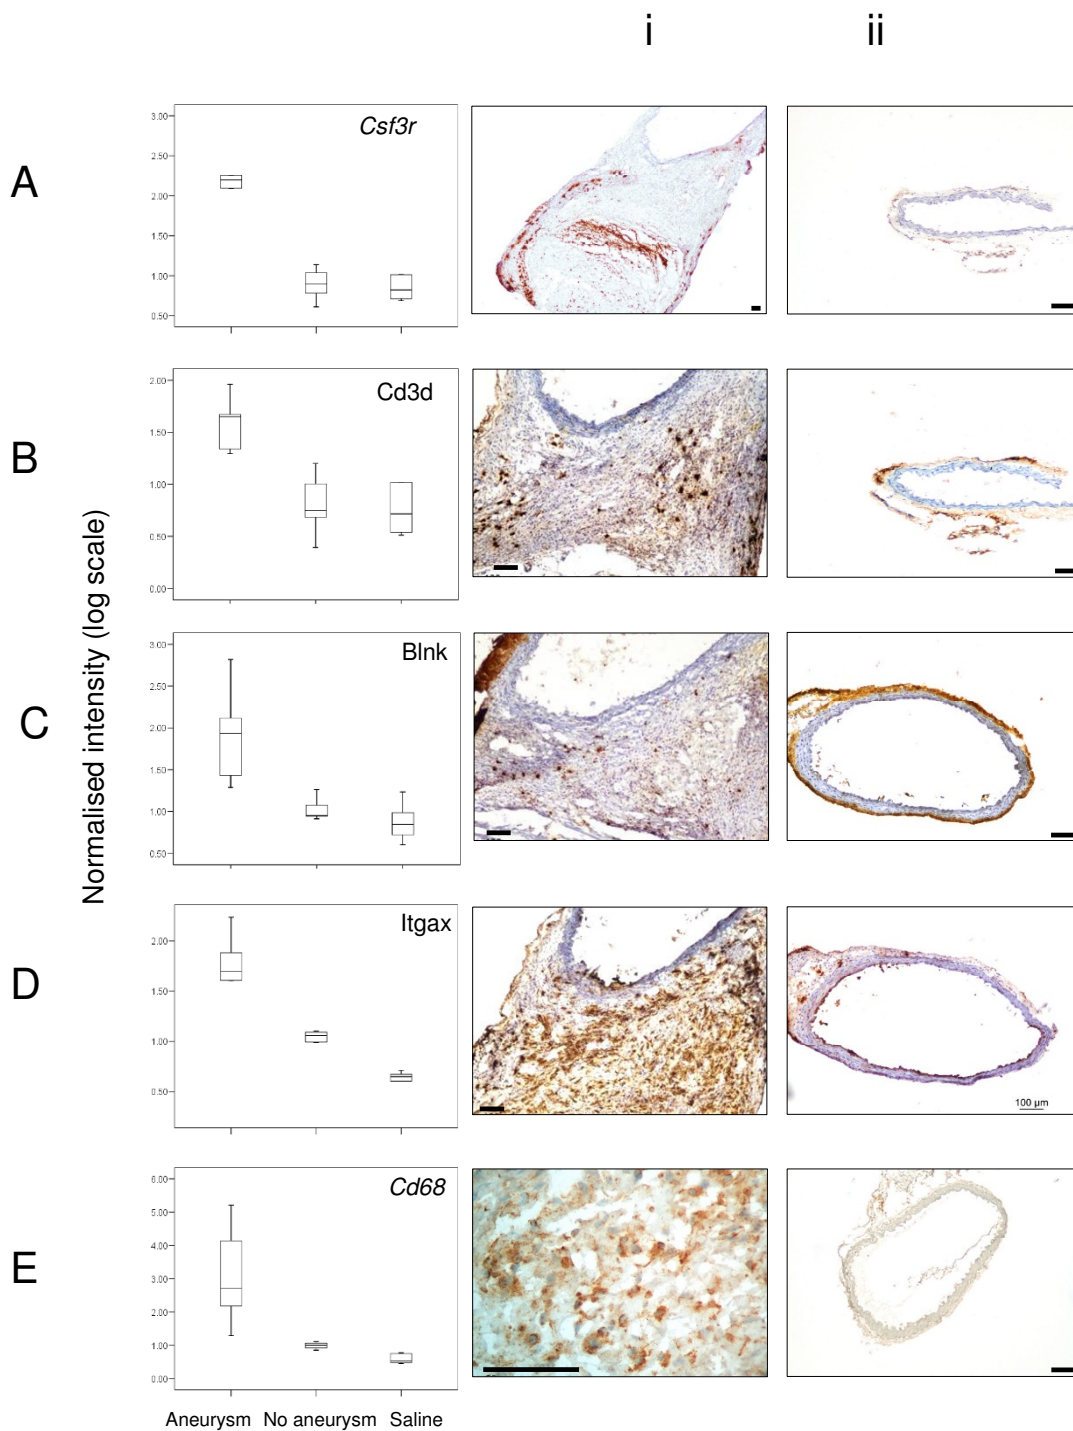 i ii
A
Csf3r
3.00
2.50
2.00
1.50
1.00
0.50
B
Cd3d
2.00
1.50
1.00
0.50
0.00
Normalised intensity (log scale)
C
Blnk
3.00
2.50
2.00
1.50
1.00
0.50
D
Itgax
2.00
1.50
1.00
0.50
100 µm
E
Cd68
6.00
5.00
4.00
3.00
2.00
1.00
0.00
Aneurysm No aneurysm Saline